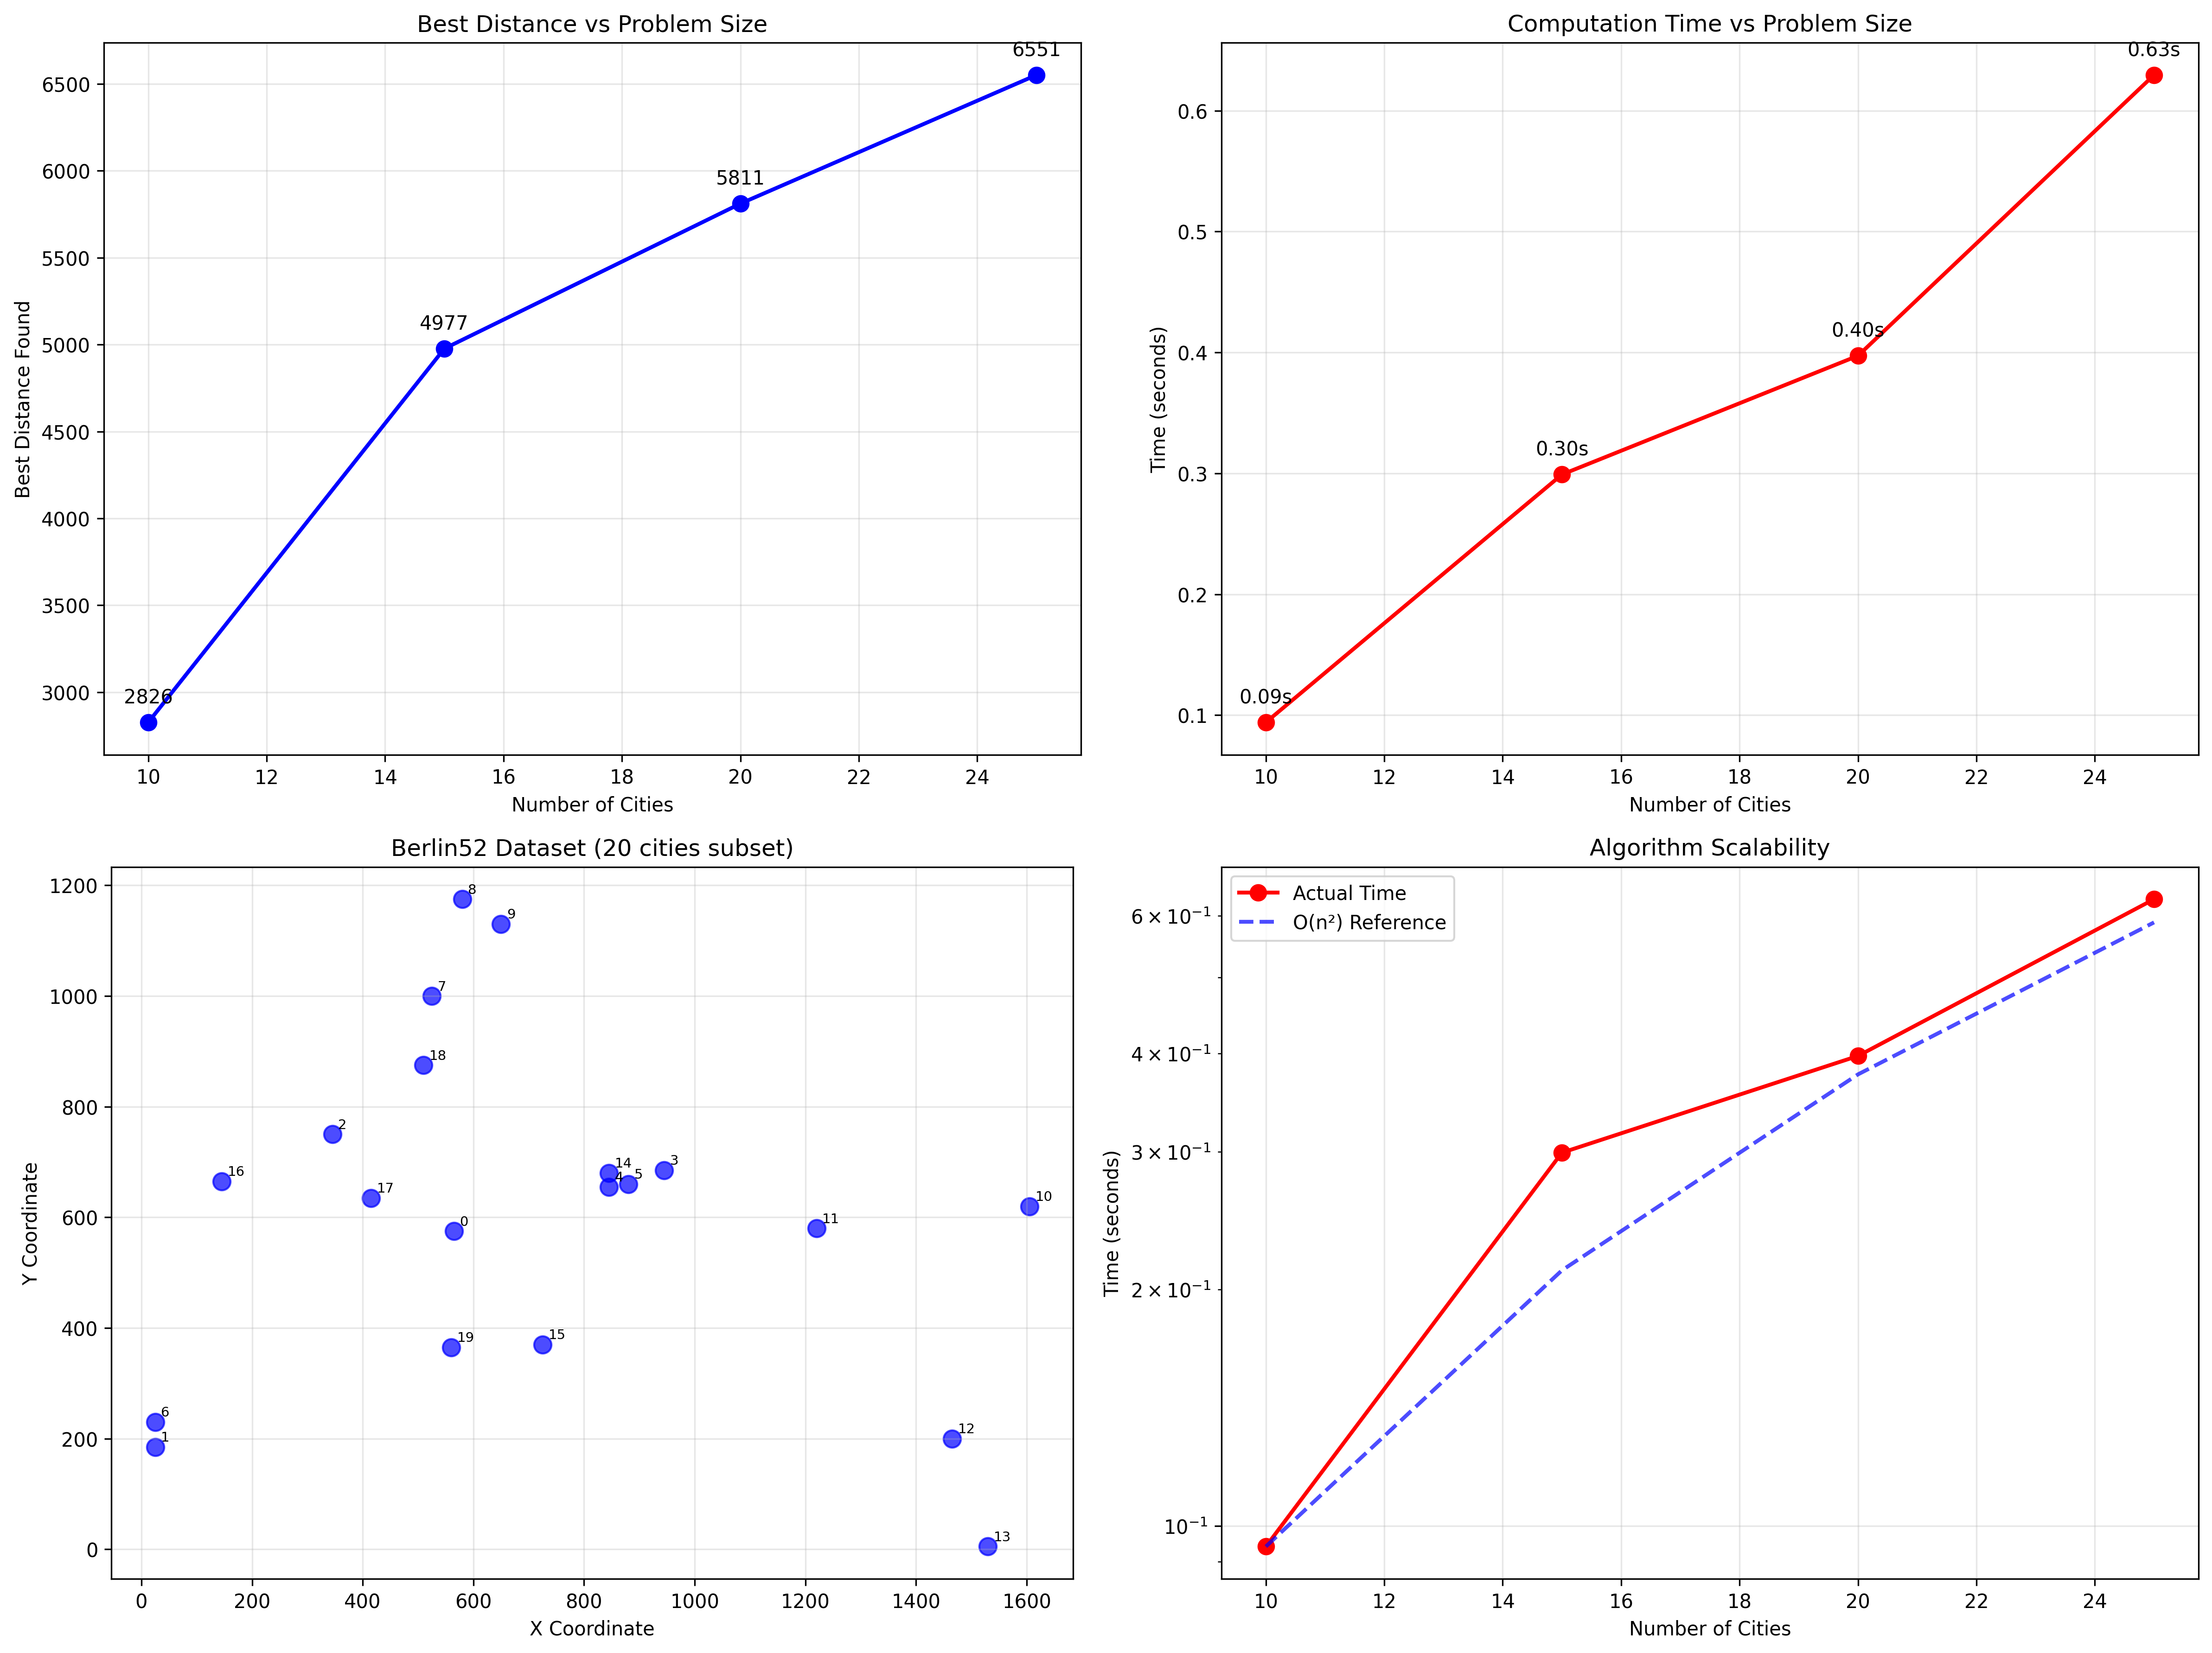 Best Distance vs Problem Size
6551
6500
6000
5811
5500
4977
5000
4500
4000
3500
2826
3000
10 12 14 16 18 20 22 24
Number of Cities
Best Distance Found
Computation Time vs Problem Size
0.63s
0.6
0.5
0.40s
0.4
0.30s
0.3
0.2
0.09s
0.1
10 12 14 16 18 20 22 24
Number of Cities
Time (seconds)
Berlin52 Dataset (20 cities subset)
1200
8
9
1000
7
18
800
2
16
14
4
5
3
17
10
600
0
11
400
19
15
6
200
1
12
13
0
0 200 400 600 800 1000 1200 1400 1600
X Coordinate
Y Coordinate
Algorithm Scalability
Actual Time
O(n²) Reference
6 × 10⁻¹
4 × 10⁻¹
3 × 10⁻¹
2 × 10⁻¹
10⁻¹
10 12 14 16 18 20 22 24
Number of Cities
Time (seconds)